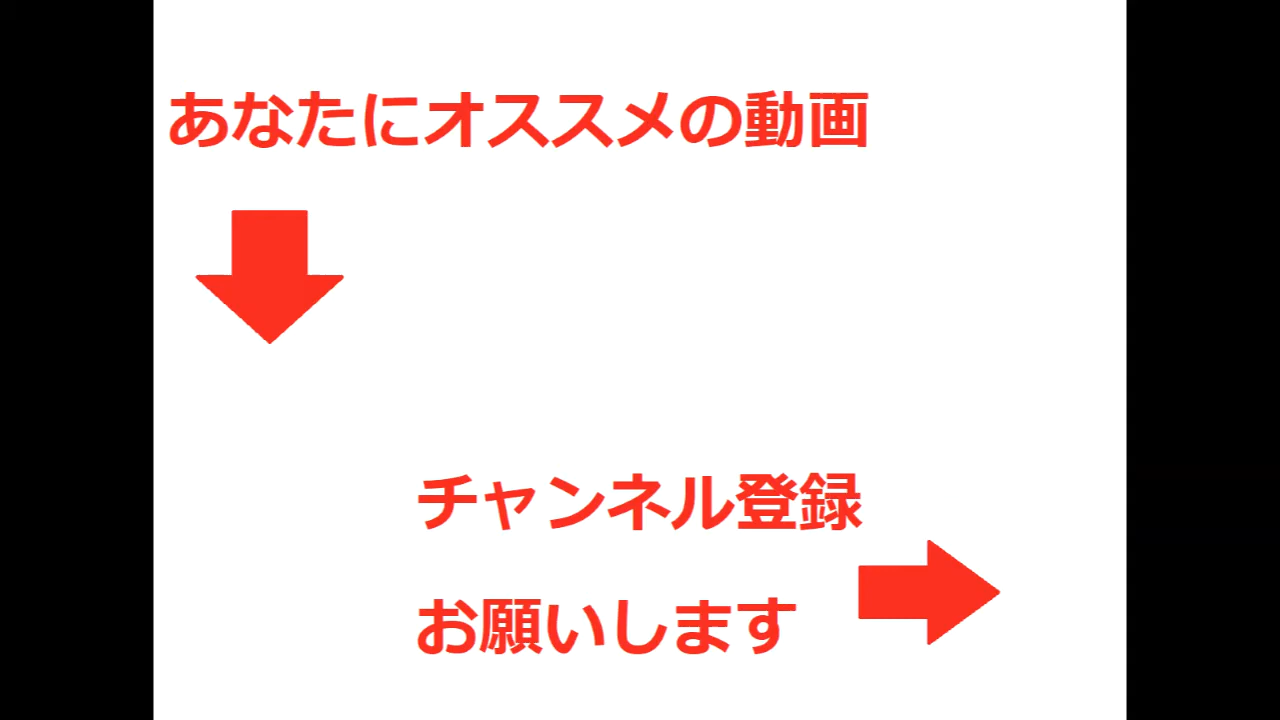 あなたにオススメの動画
チャンネル登録
お願いします